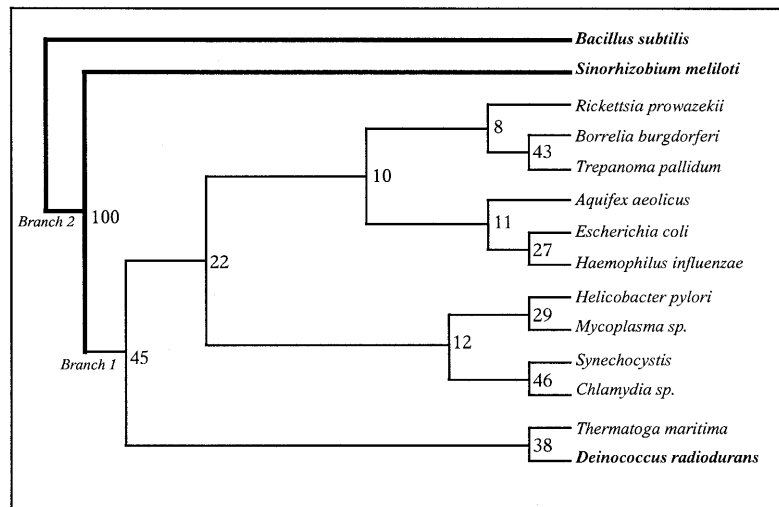 Bacillus subtilis
Sinorhizobium meliloti
Rickettsia prowazekii
8
Borrelia burgdorferi
43
Trepanoma pallidum
10
Aquifex aeolicus
11
Escherichia coli
27
Haemophilus influenzae
Branch 2
100
22
Helicobacter pylori
29
Mycoplasma sp.
12
Synechocystis
46
Chlamydia sp.
Branch 1
45
Thermatoga maritima
38
Deinococcus radiodurans